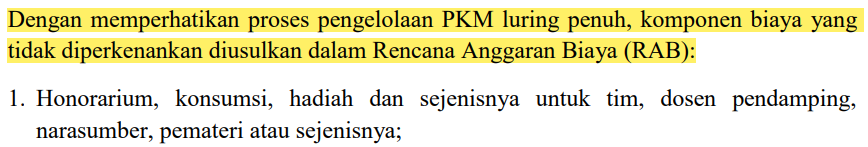 Dengan memperhatikan proses pengelolaan PKM luring penuh, komponen biaya yang
tidak diperkenankan diusulkan dalam Rencana Anggaran Biaya (RAB):
1. Honorarium, konsumsi, hadiah dan sejenisnya untuk tim, dosen pendamping,
narasumber, pemateri atau sejenisnya;